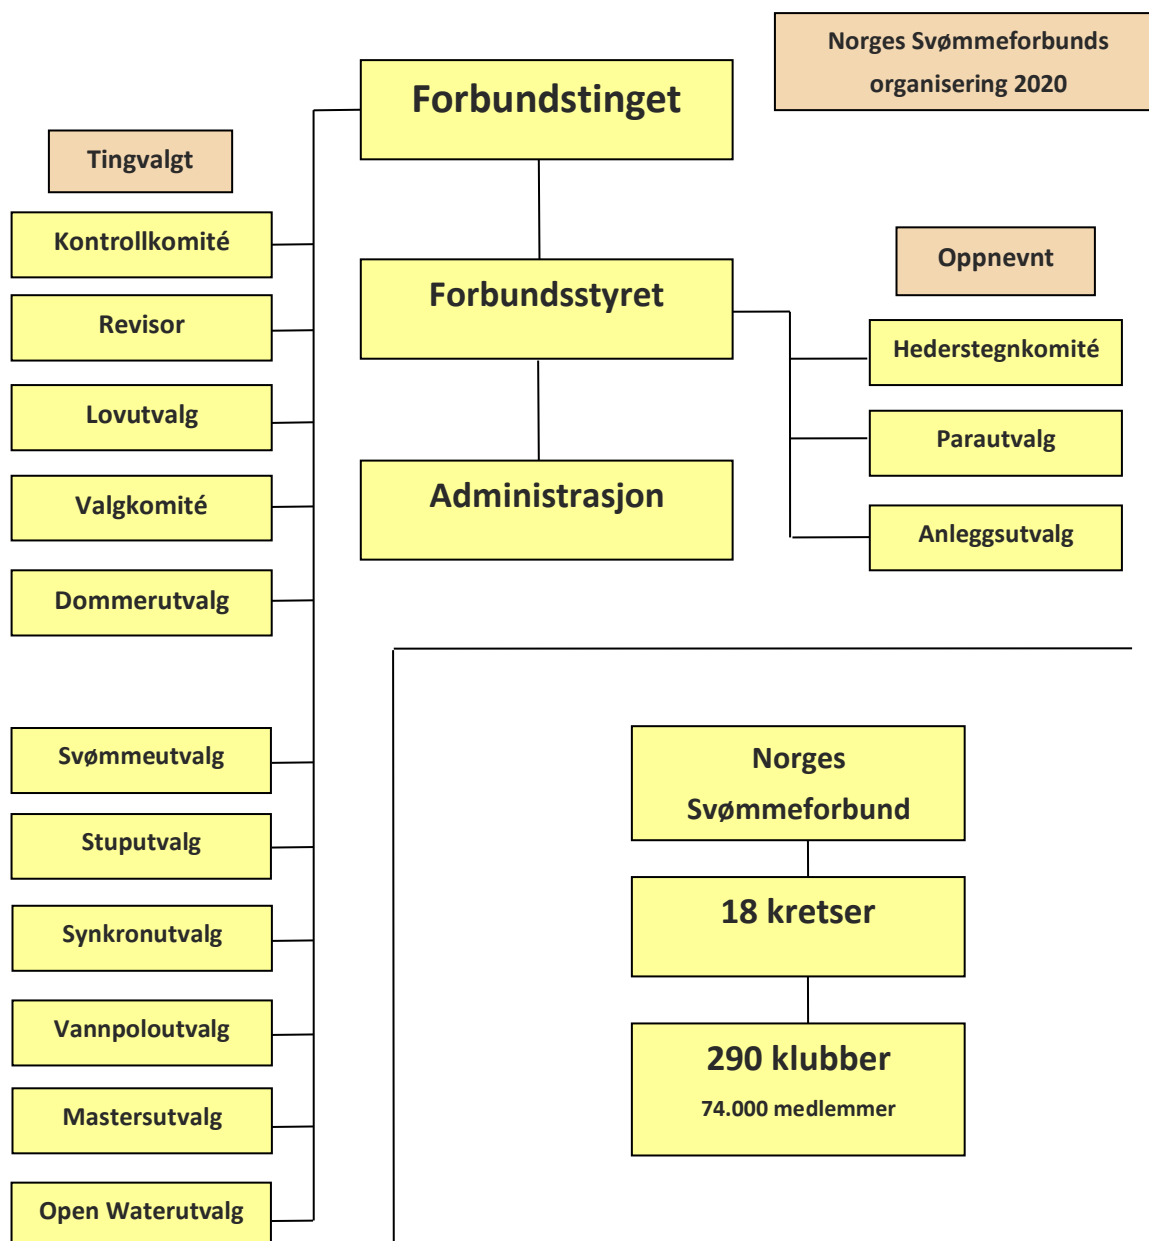 Norges Svømmeforbunds
organisering 2020
Forbundstinget
Tingvalgt
Kontrollkomité
Revisor
Lovutvalg
Valgkomité
Dommerutvalg
Svømmeutvalg
Stuputvalg
Synkronutvalg
Vannpoloutvalg
Mastersutvalg
Open Waterutvalg
Forbundsstyret
Administrasjon
Oppnevnt
Hederstegnkomité
Parautvalg
Anleggsutvalg
Norges
Svømmeforbund
18 kretser
290 klubber
74.000 medlemmer